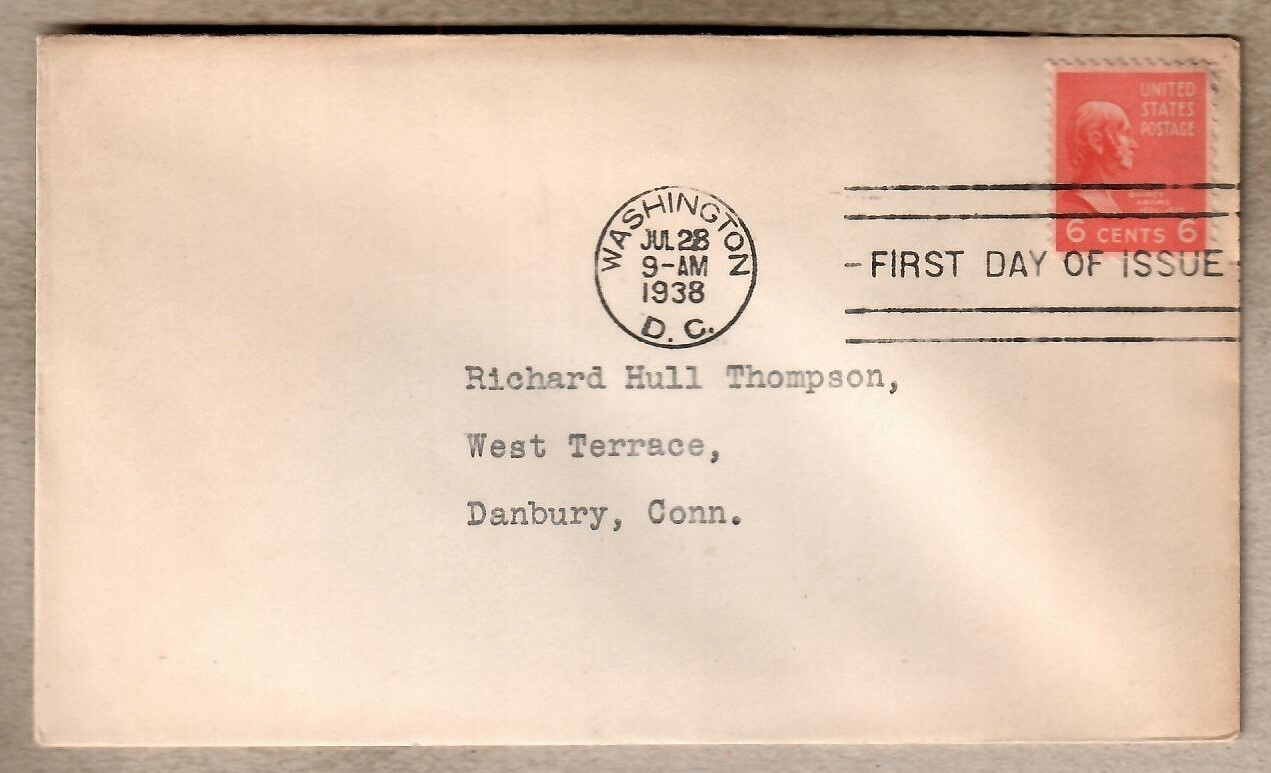 UNITED
STATES
POSTAGE
ADAMS
6 CENTS 6
WASHINGTON
JUL 28
9-AM
1938
D. C.
FIRST DAY OF ISSUE
Richard Hull Thompson,
West Terrace,
Danbury, Conn.